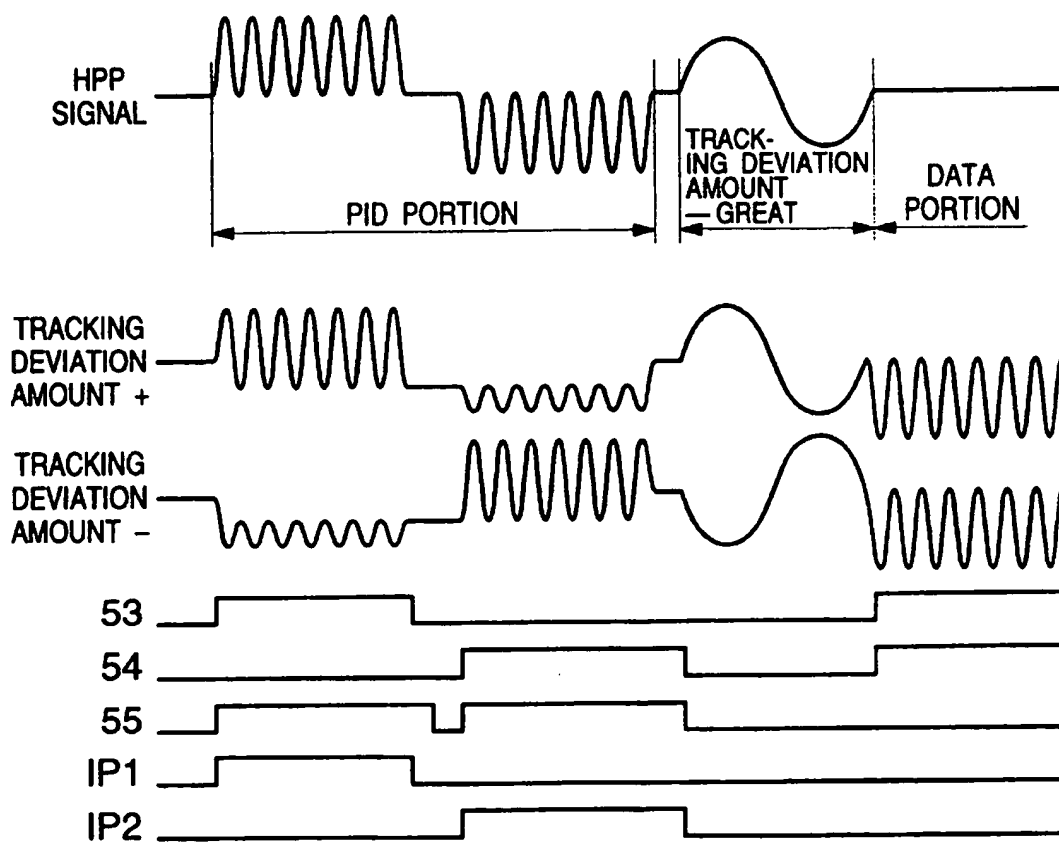 HPP
SIGNAL
TRACK-
ING DEVIATION
AMOUNT
— GREAT
DATA
PORTION
PID PORTION
TRACKING
DEVIATION
AMOUNT +
TRACKING
DEVIATION
AMOUNT –
53
54
55
IP1
IP2